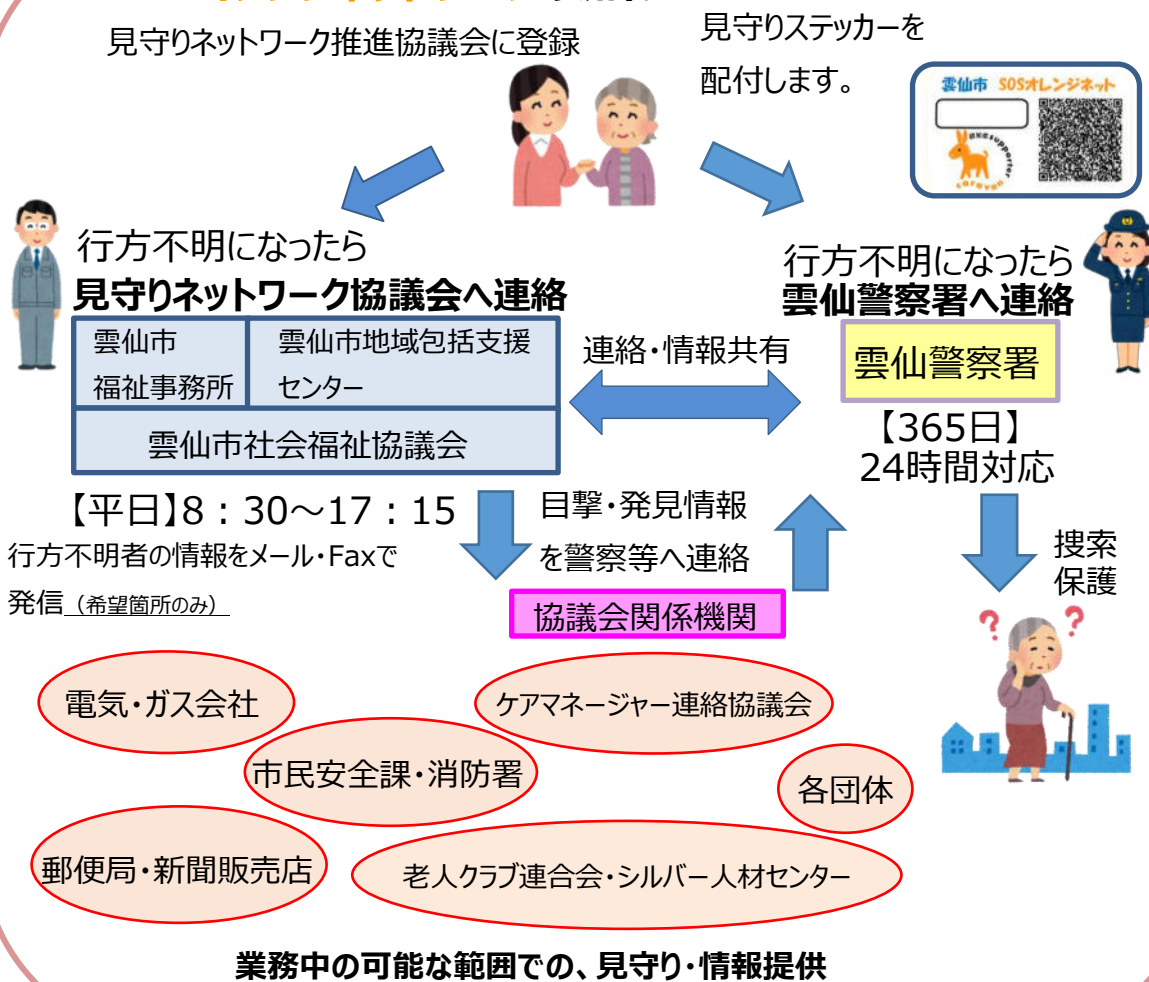 見守りネットワーク推進協議会に登録
見守りステッカーを
配付します。
雲仙市 SOSオレンジネット
supporter
caravan
行方不明になったら
見守りネットワーク協議会へ連絡
行方不明になったら
雲仙警察署へ連絡
雲仙市
福祉事務所
雲仙市地域包括支援
センター
雲仙市社会福祉協議会
連絡・情報共有
雲仙警察署
【365日】
24時間対応
【平日】8:30~17:15
行方不明者の情報をメール・Faxで
発信（希望箇所のみ）
目撃・発見情報
を警察等へ連絡
捜索
保護
協議会関係機関
電気・ガス会社
ケアマネージャー連絡協議会
市民安全課・消防署
各団体
郵便局・新聞販売店
老人クラブ連合会・シルバー人材センター
業務中の可能な範囲での、見守り・情報提供